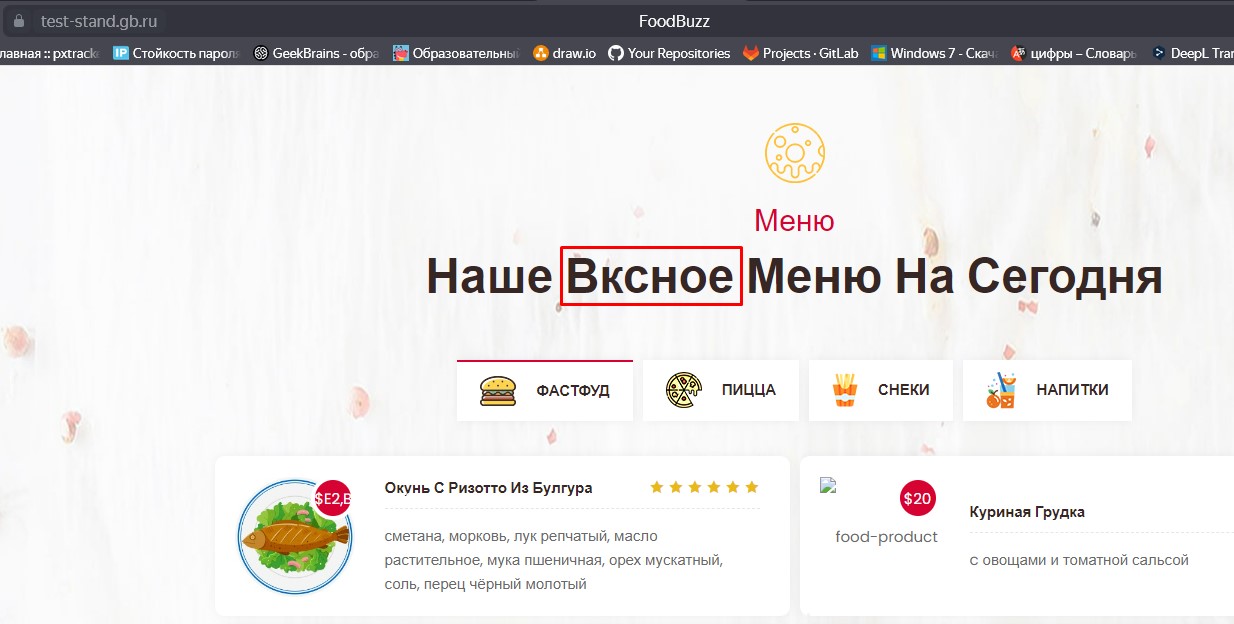 test-stand.gb.ru
FoodBuzz
лавная :: pxtrack
IP Стойкость пароля
GeekBrains - обра
Образовательный
draw.io
Your Repositories
Projects · GitLab
Windows 7 - Скача
цифры – Словарь
DeepL Tran
Меню
Наше Вксное Меню На Сегодня
ФАСТФУД
ПИЦЦА
СНЕКИ
НАПИТКИ
$E2,B
Окунь С Ризотто Из Булгура
сметана, морковь, лук репчатый, масло
растительное, мука пшеничная, орех мускатный,
соль, перец чёрный молотый
$20
food-product
Куриная Грудка
с овощами и томатной сальсой